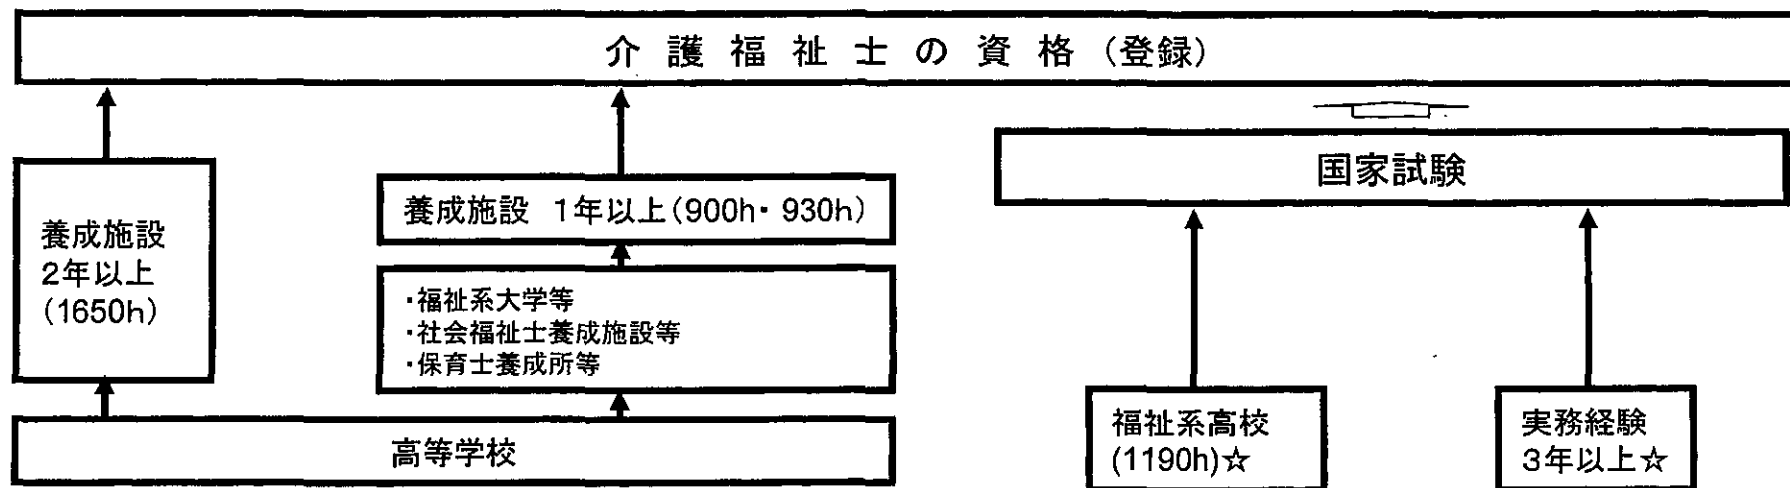 介護福祉士の資格(登録)
国家試験
養成施設
2年以上
(1650h)
養成施設 1年以上(900h・930h)
・福祉系大学等
・社会福祉士養成施設等
・保育士養成所等
高等学校
福祉系高校
(1190h)☆
実務経験
3年以上☆